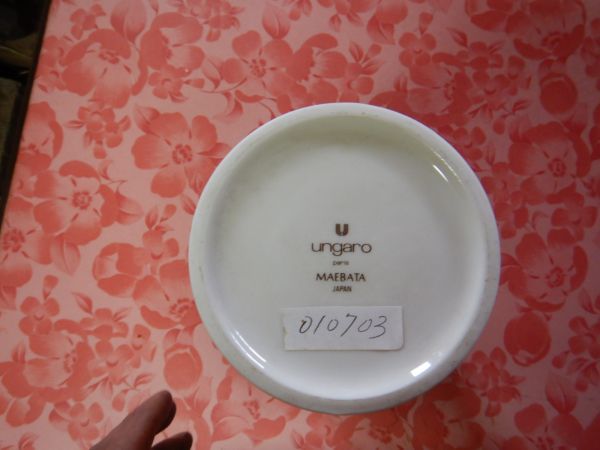 U
ungaro
paris
MAEBATA
JAPAN
010703